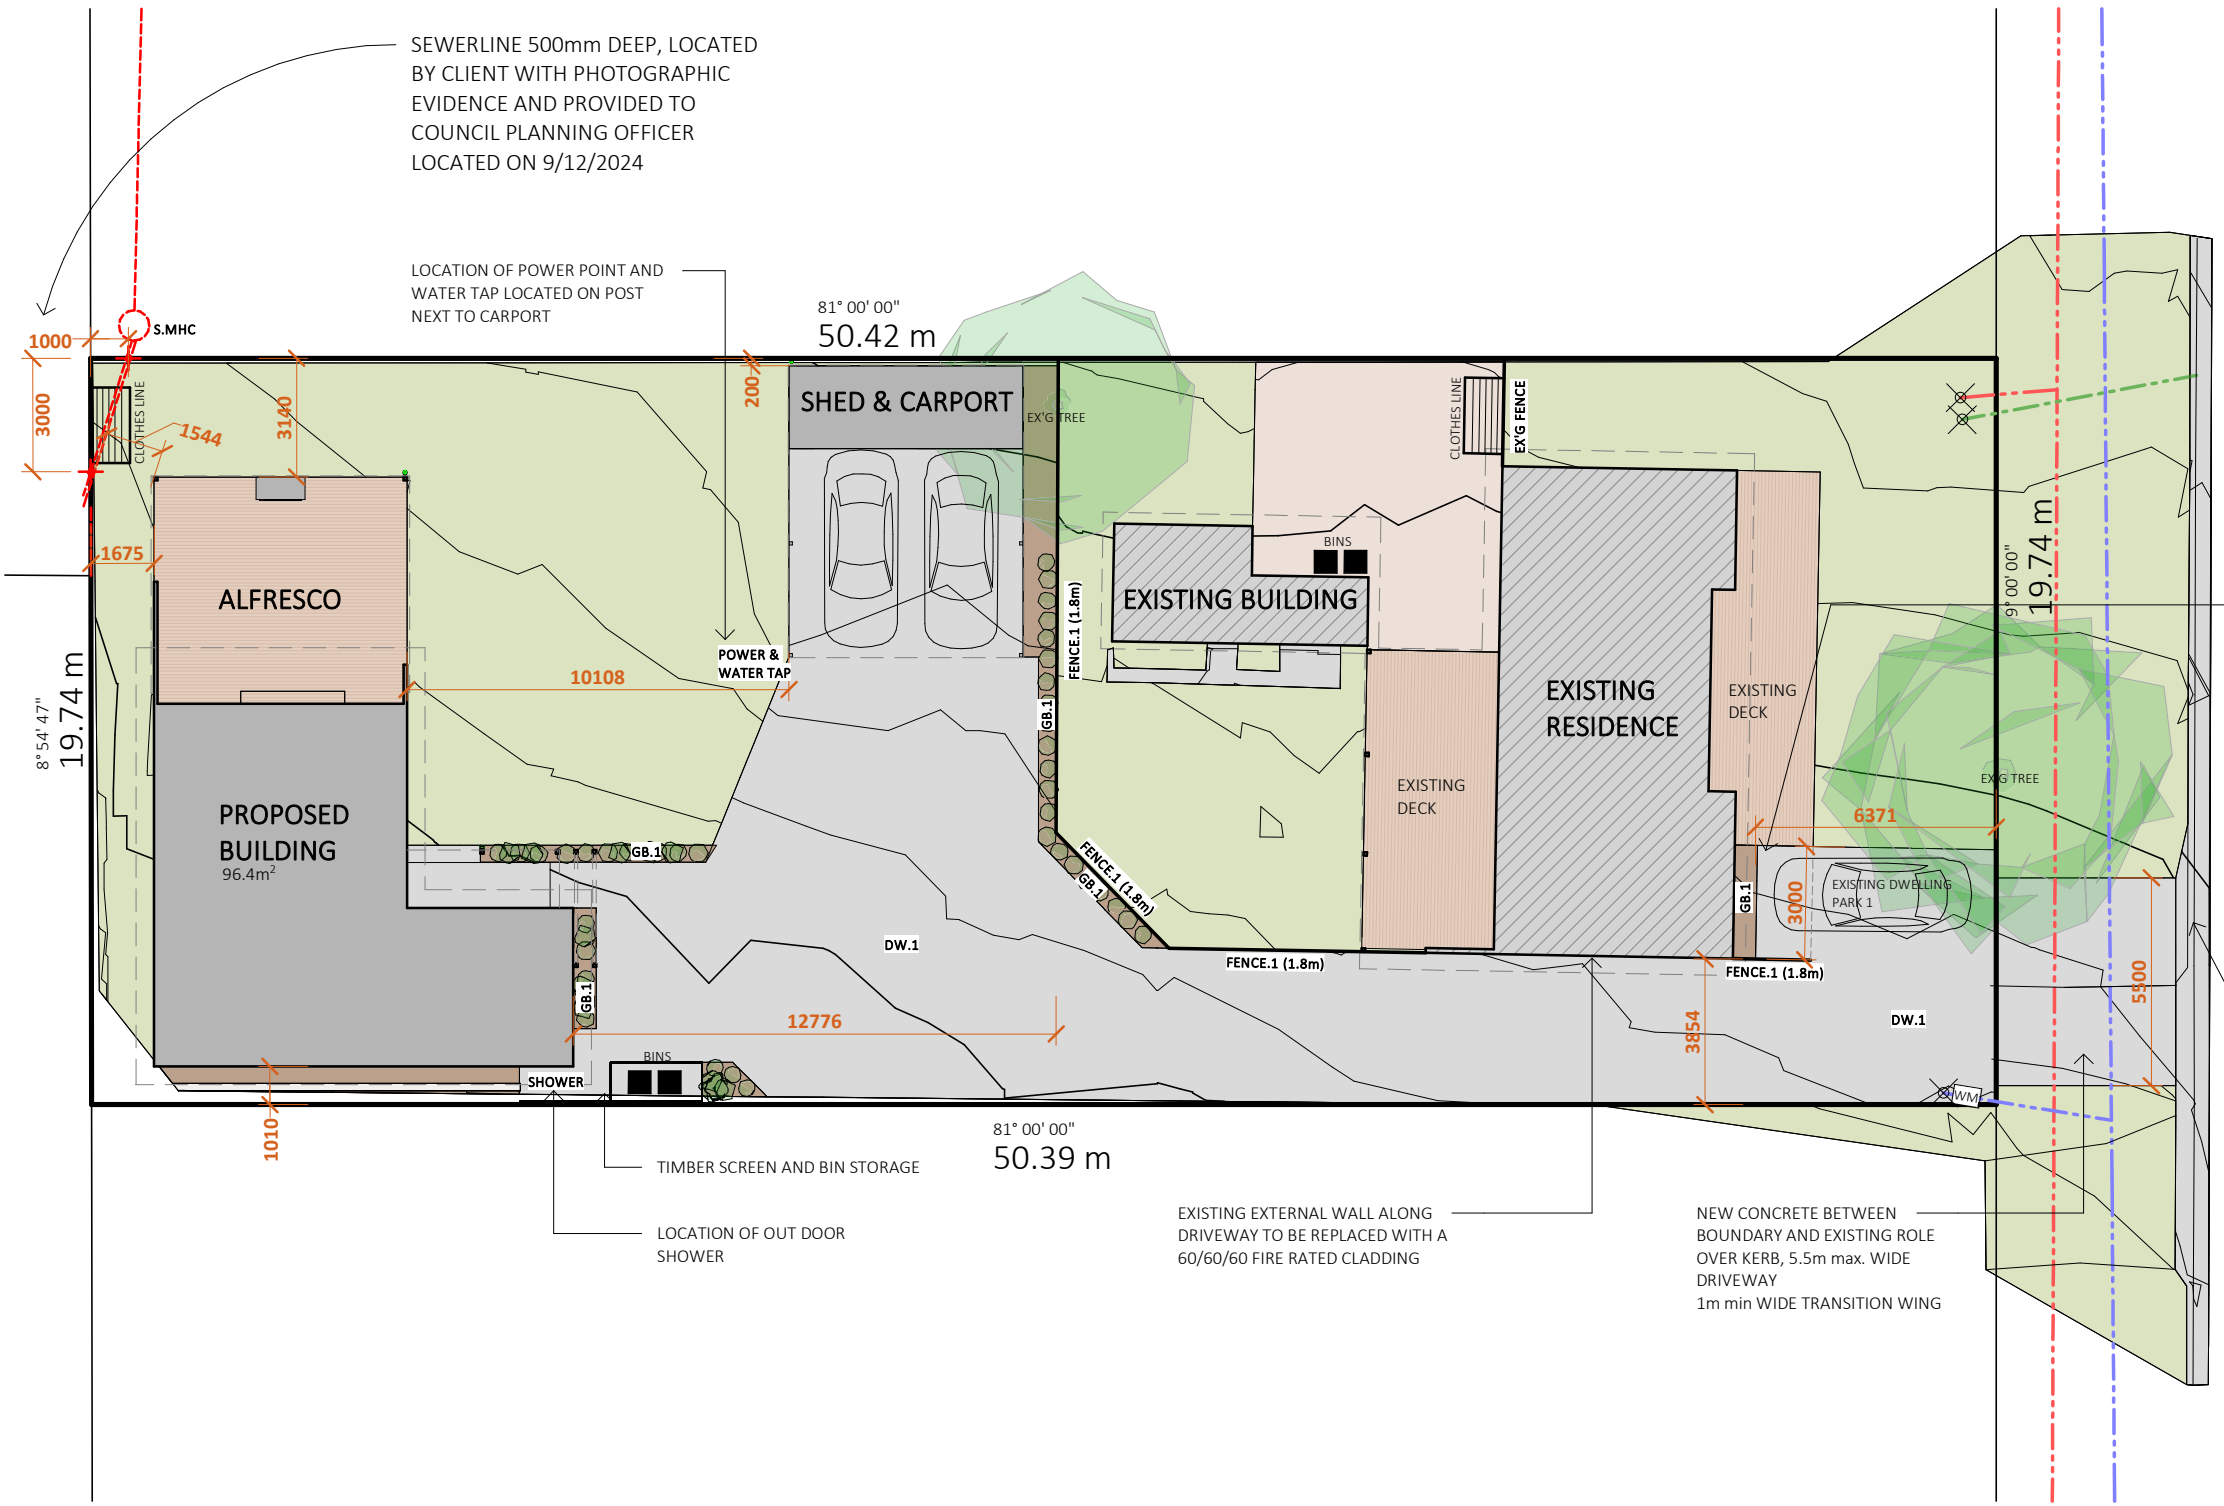 SEWERLINE 500mm DEEP, LOCATED
BY CLIENT WITH PHOTOGRAPHIC
EVIDENCE AND PROVIDED TO
COUNCIL PLANNING OFFICER
LOCATED ON 9/12/2024
LOCATION OF POWER POINT AND
WATER TAP LOCATED ON POST
NEXT TO CARPORT
81° 00' 00"
50.42 m
S.MHC
1000
3000
CLOTHES LINE
1544
3140
200
SHED & CARPORT
EX'G TREE
CLOTHES LINE
EX'G FENCE
1675
ALFRESCO
BINS
EXISTING BUILDING
FENCE.1 (1.8m)
9° 00' 00"
19.74 m
8° 54' 47"
19.74 m
POWER &
WATER TAP
10108
GB.1
EXISTING
RESIDENCE
EXISTING
DECK
EXISTING
DECK
EX'G TREE
PROPOSED
BUILDING
96.4m²
GB.1
6371
FENCE.1 (1.8m)
GB.1
GB.1
3000
EXISTING DWELLING
PARK 1
DW.1
FENCE.1 (1.8m)
FENCE.1 (1.8m)
5500
GB.1
12776
3854
DW.1
BINS
SHOWER
WM
1010
81° 00' 00"
50.39 m
TIMBER SCREEN AND BIN STORAGE
LOCATION OF OUT DOOR
SHOWER
EXISTING EXTERNAL WALL ALONG
DRIVEWAY TO BE REPLACED WITH A
60/60/60 FIRE RATED CLADDING
NEW CONCRETE BETWEEN
BOUNDARY AND EXISTING ROLE
OVER KERB, 5.5m max. WIDE
DRIVEWAY
1m min WIDE TRANSITION WING